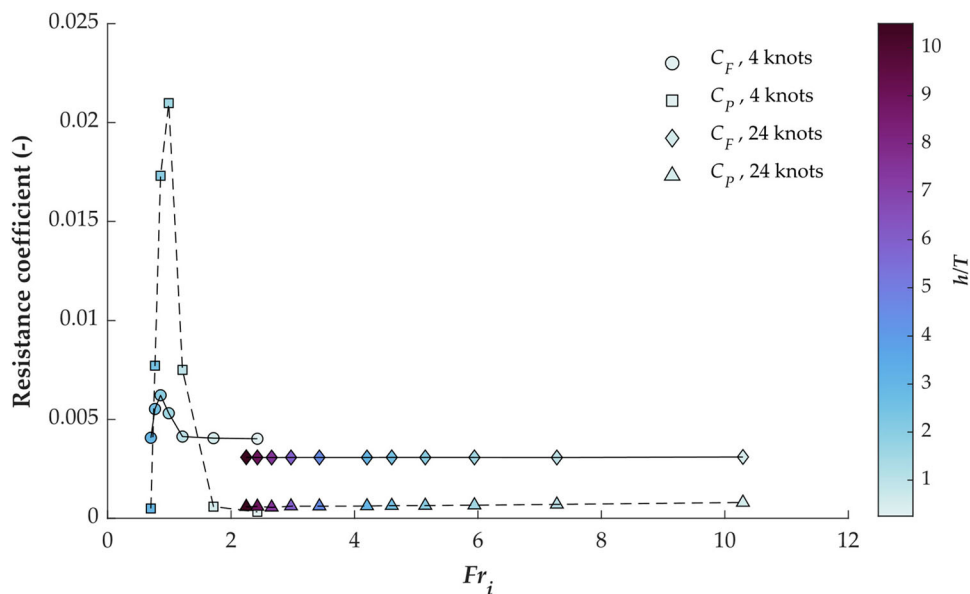 0.025
0.02
0.015
0.01
0.005
0
Resistance coefficient (-)
0 2 4 6 8 10 12
Fr_i
C_F , 4 knots
C_P , 4 knots
C_F , 24 knots
C_P , 24 knots
10
9
8
7
6
5
4
3
2
1
h/T